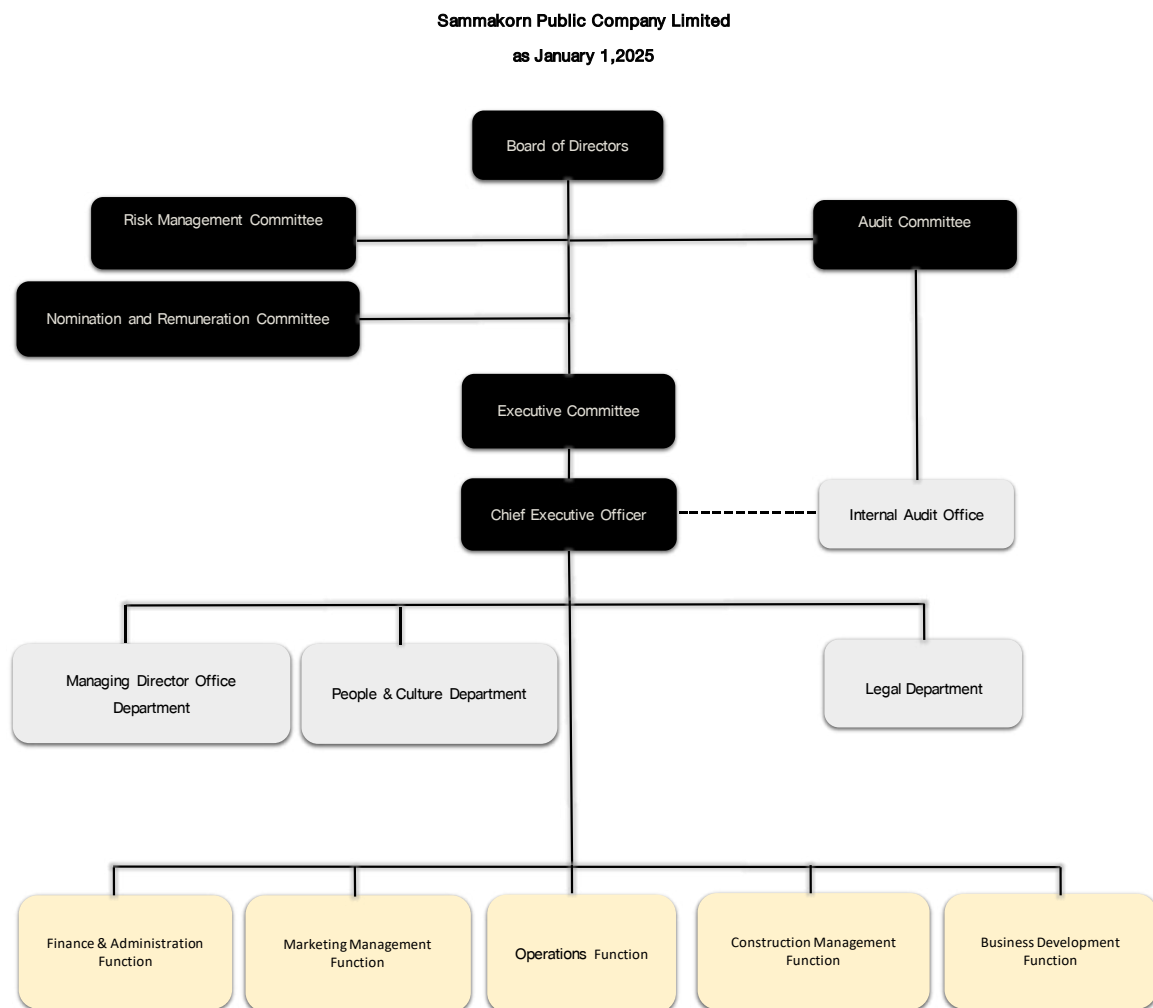 Sammakorn Public Company Limited
as January 1,2025
Board of Directors
Risk Management Committee
Audit Committee
Nomination and Remuneration Committee
Executive Committee
Chief Executive Officer
Internal Audit Office
Managing Director Office
Department
People & Culture Department
Legal Department
Finance & Administration
Function
Marketing Management
Function
Operations Function
Construction Management
Function
Business Development
Function